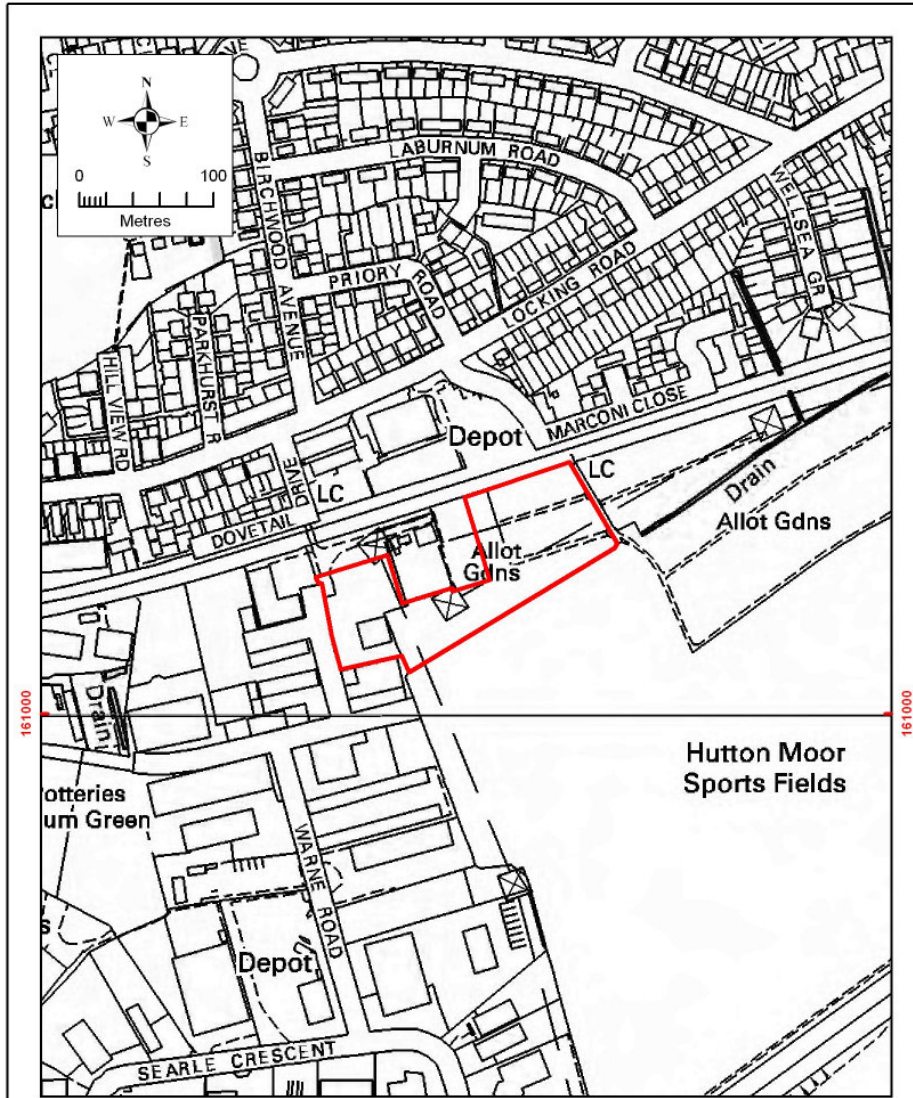 N
W E
S
0 100
Metres
BIRCHWOOD AVENUE
LABURNUM ROAD
WELLSEA GR
PRIORY ROAD
LOCKING ROAD
PARKHURST R
HILL VIEW RD
MARCONI CLOSE
Depot
DOVETAIL DRIVE
LC
LC
Drain
Allot Gdns
Allot
Gdns
Drain
161000
161000
Hutton Moor
Sports Fields
otteries
um Green
WARNE ROAD
Depot
SEARLE CRESCENT